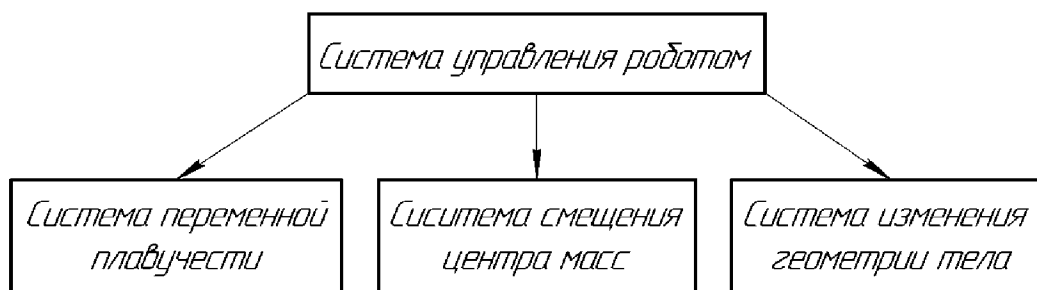 Система управления роботом
Система переменной
плавучести
Сиситема смещения
центра масс
Система изменения
геометрии тела